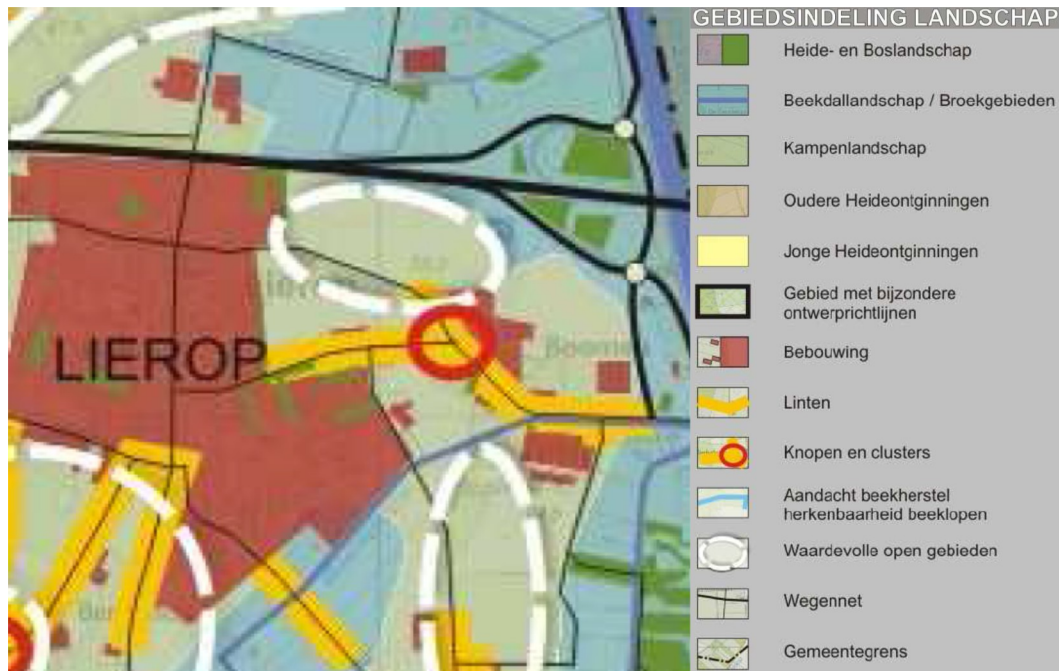 GEBIEDSINDELING LANDSCHAP
Heide- en Boslandschap
Beekdallandschap / Broekgebieden
Kampenlandschap
Oudere Heideontginningen
Jonge Heideontginningen
Gebied met bijzondere
ontwerprichtlijnen
Bebouwing
Linten
Knopen en clusters
Aandacht beekherstel
herkenbaarheid beeklopen
Waardevolle open gebieden
Wegennet
Gemeentegrens
LIEROP